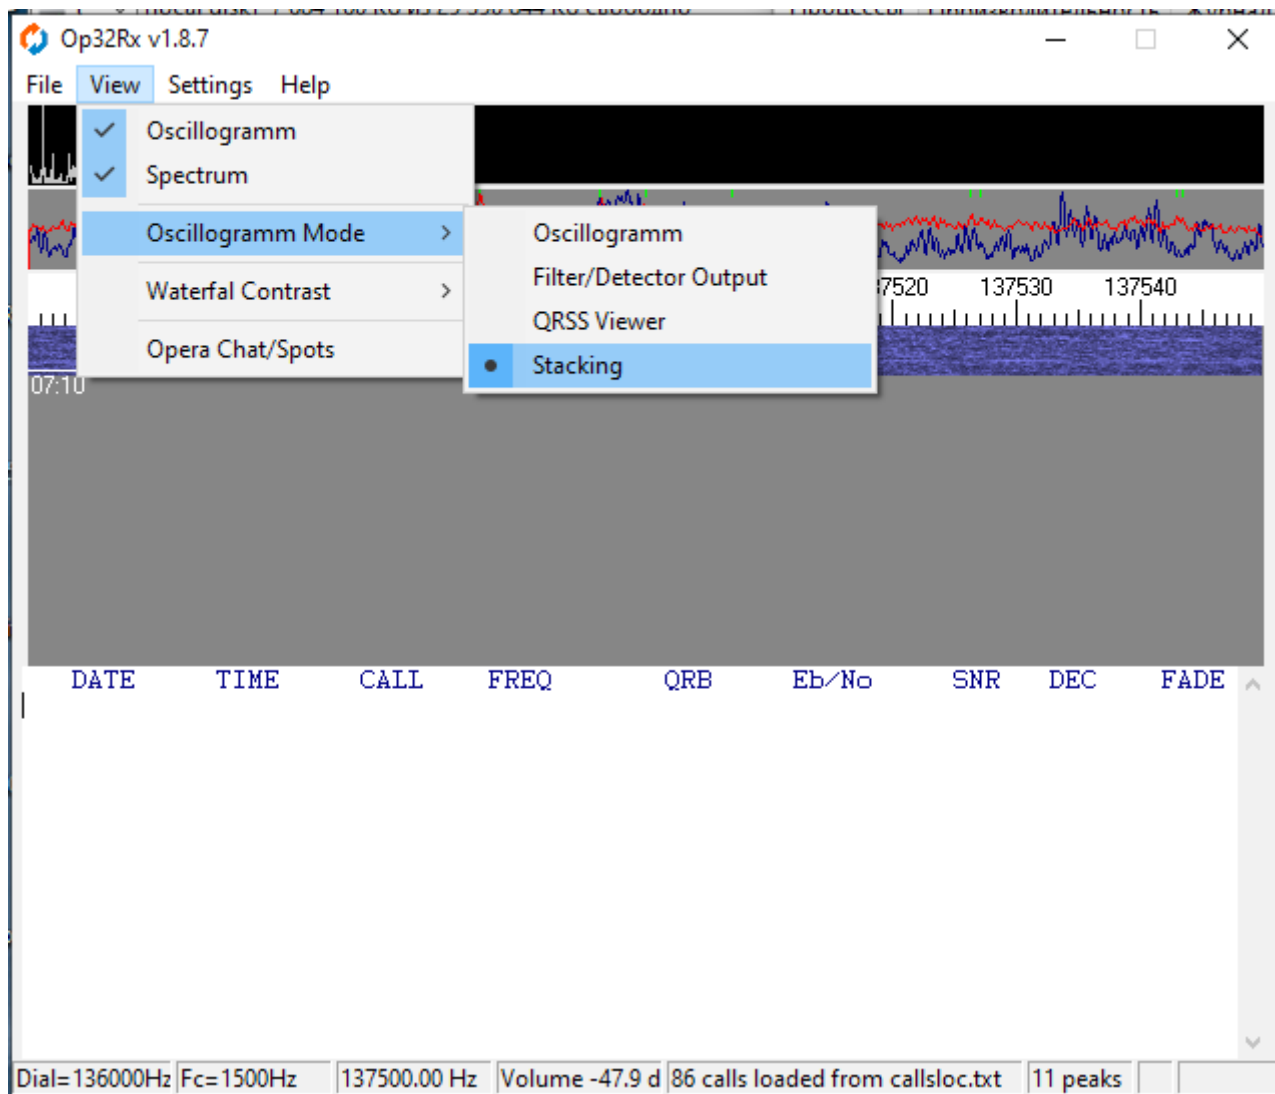 Op32Rx v1.8.7
File View Settings Help
Oscillogramm
Spectrum
Oscillogramm Mode
Waterfal Contrast
Opera Chat/Spots
Oscillogramm
Filter/Detector Output
QRSS Viewer
Stacking
7520 137530 137540
07:10
DATE TIME CALL FREQ QRB Eb/No SNR DEC FADE
Dial=136000Hz Fc=1500Hz 137500.00 Hz Volume -47.9 d 86 calls loaded from callsloc.txt 11 peaks